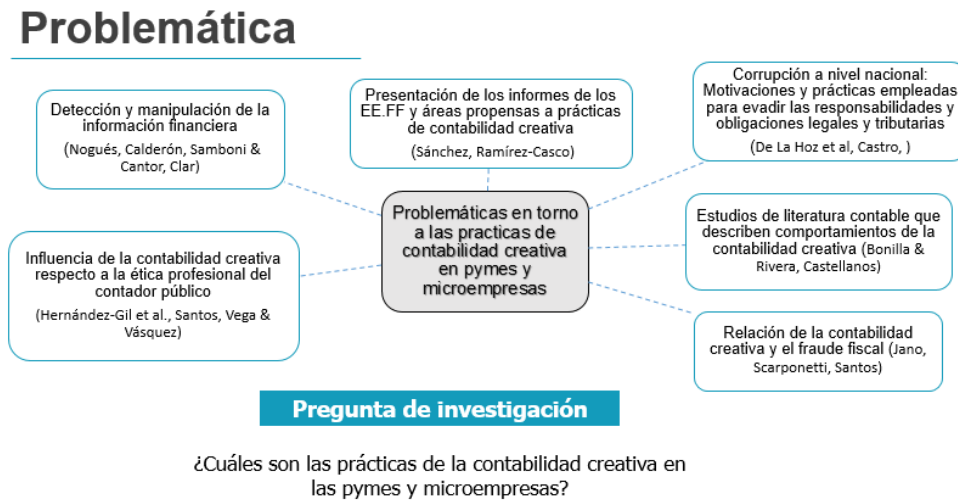 Problemática
Detección y manipulación de la
información financiera
(Nogués, Calderón, Samboni &
Cantor, Clar)
Presentación de los informes de los
EE.FF y áreas propensas a prácticas
de contabilidad creativa
(Sánchez, Ramírez-Casco)
Corrupción a nivel nacional:
Motivaciones y prácticas empleadas
para evadir las responsabilidades y
obligaciones legales y tributarias
(De La Hoz et al, Castro, )
Influencia de la contabilidad creativa
respecto a la ética profesional del
contador público
(Hernández-Gil et al., Santos, Vega &
Vásquez)
Problemáticas en torno
a las practicas de
contabilidad creativa
en pymes y
microempresas
Estudios de literatura contable que
describen comportamientos de la
contabilidad creativa (Bonilla &
Rivera, Castellanos)
Relación de la contabilidad
creativa y el fraude fiscal (Jano,
Scarponetti, Santos)
Pregunta de investigación
¿Cuáles son las prácticas de la contabilidad creativa en
las pymes y microempresas?